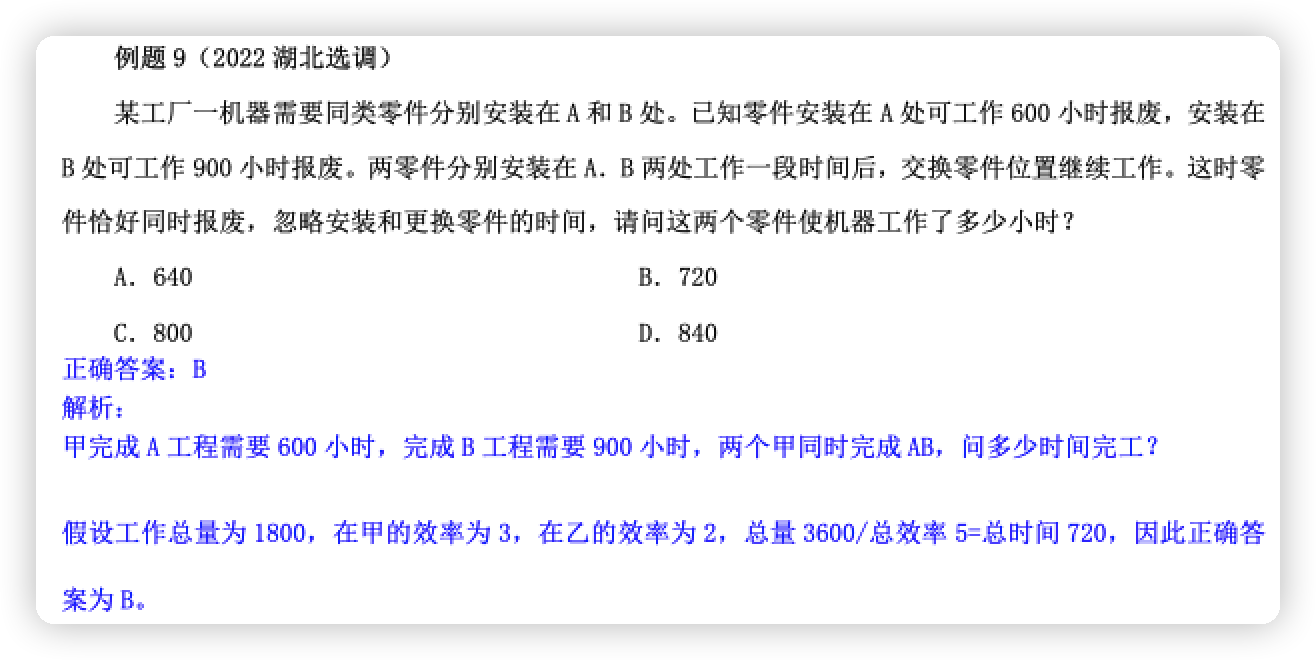 例题 9（2022 湖北选调）
某工厂一机器需要同类零件分别安装在 A 和 B 处。已知零件安装在 A 处可工作 600 小时报废，安装在
B 处可工作 900 小时报废。两零件分别安装在 A. B 两处工作一段时间后，交换零件位置继续工作。这时零
件恰好同时报废，忽略安装和更换零件的时间，请问这两个零件使机器工作了多少小时？
A. 640 B. 720
C. 800 D. 840
正确答案：B
解析：
甲完成 A 工程需要 600 小时，完成 B 工程需要 900 小时，两个甲同时完成 AB，问多少时间完工？
假设工作总量为 1800，在甲的效率为 3，在乙的效率为 2，总量 3600/总效率 5=总时间 720，因此正确答
案为 B。